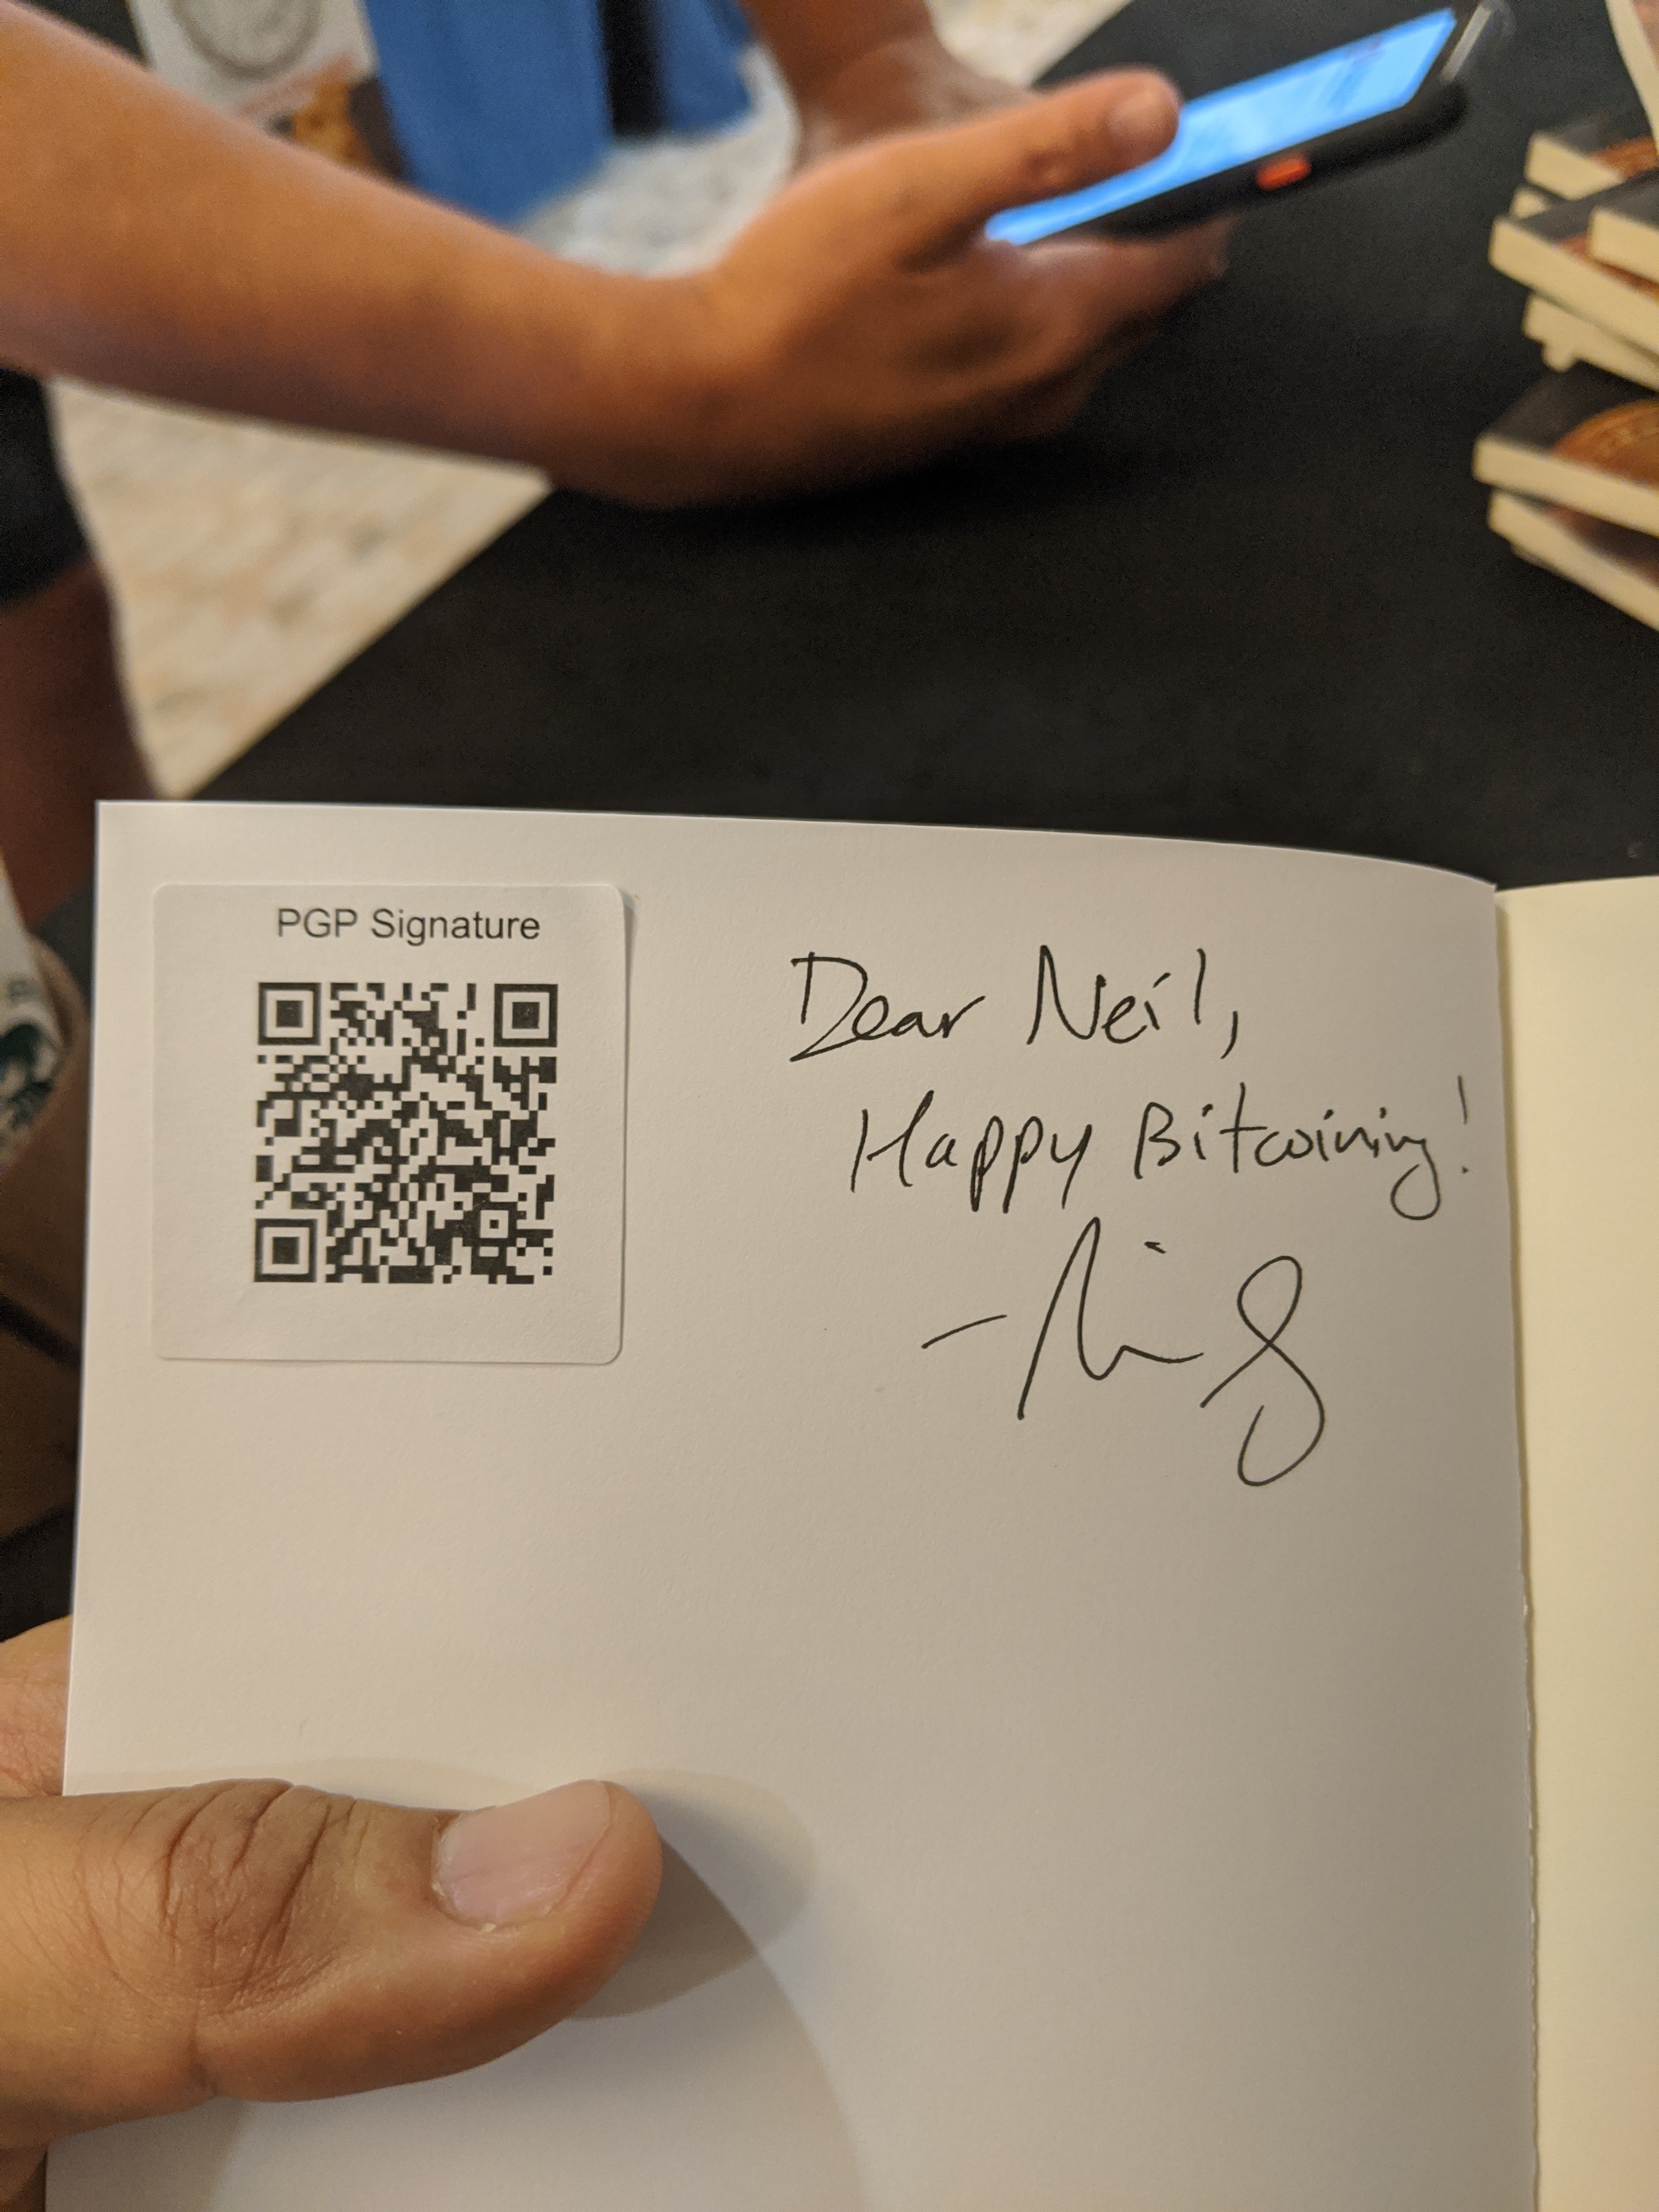 PGP Signature
Dear Neil,
Happy Bitcoining!